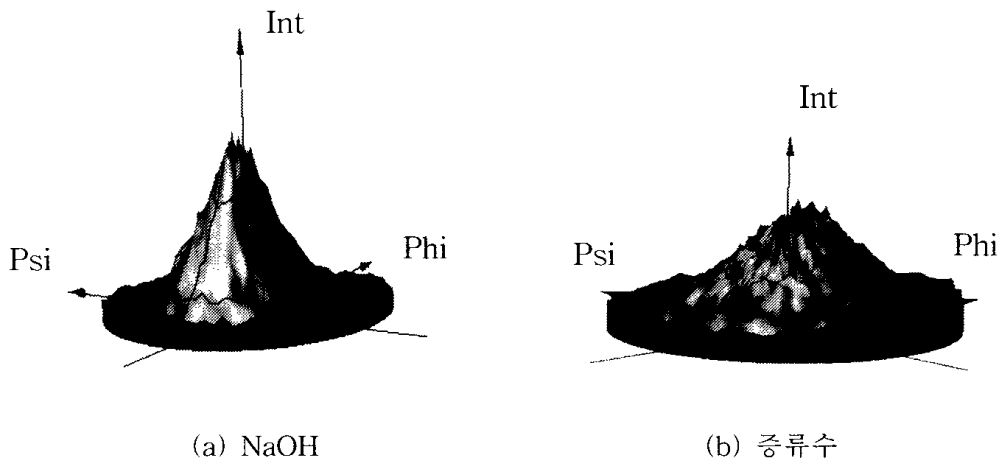 Int
Psi
Phi
(a) NaOH
Int
Psi
Phi
(b) 증류수